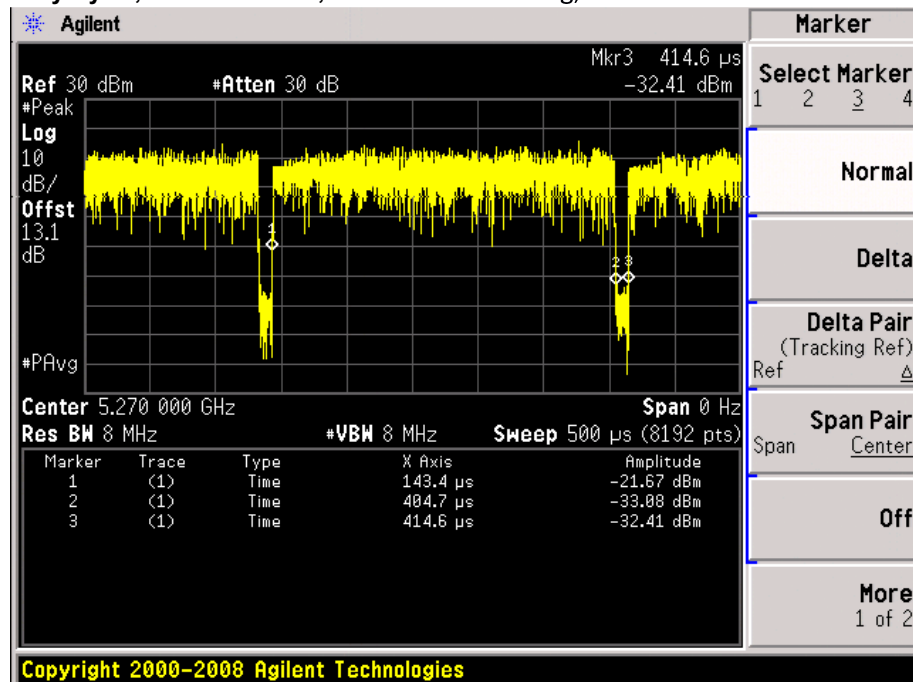 Agilent
Marker
Mkr3 414.6 µs
Ref 30 dBm #Atten 30 dB -32.41 dBm
#Peak
Log
10
dB/
Offst
13.1
dB
1
2
3
#PAvg
Center 5.270 000 GHz Span 0 Hz
Res BW 8 MHz #VBW 8 MHz Sweep 500 µs (8192 pts)
Marker Trace Type X Axis Amplitude
1 (1) Time 143.4 µs -21.67 dBm
2 (1) Time 404.7 µs -33.08 dBm
3 (1) Time 414.6 µs -32.41 dBm
Select Marker
1 2 3 4
Normal
Delta
Delta Pair
(Tracking Ref)
Ref Δ
Span Pair
Span Center
Off
More
1 of 2
Copyright 2000-2008 Agilent Technologies